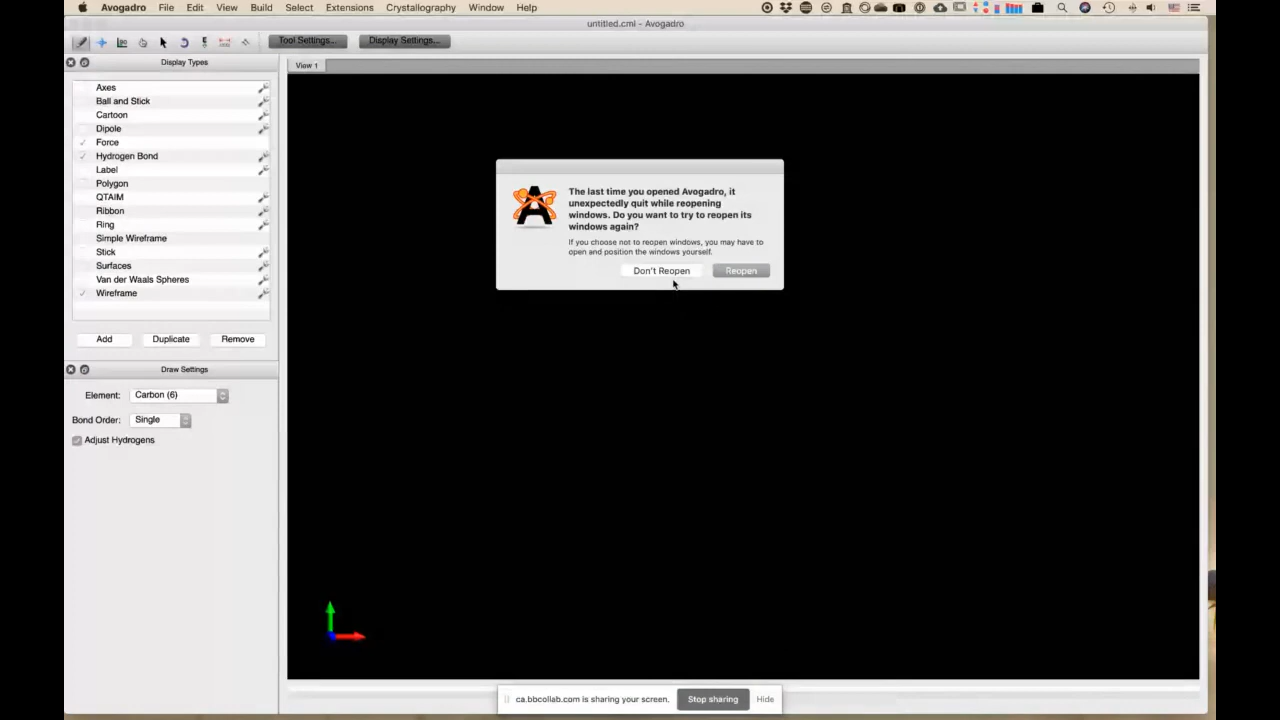 Avogadro File Edit View Build Select Extensions Crystallography Window Help
untitled.cml - Avogadro
Tool Settings... Display Settings...
Display Types
View 1
Axes
Ball and Stick
Cartoon
Dipole
Force
Hydrogen Bond
Label
Polygon
QTAIM
Ribbon
Ring
Simple Wireframe
Stick
Surfaces
Van der Waals Spheres
Wireframe
Add Duplicate Remove
Draw Settings
Element: Carbon (6)
Bond Order: Single
Adjust Hydrogens
The last time you opened Avogadro, it
unexpectedly quit while reopening
windows. Do you want to try to reopen its
windows again?
If you choose not to reopen windows, you may have to
open and position the windows yourself.
Don't Reopen Reopen
ca.bbcollab.com is sharing your screen. Stop sharing Hide